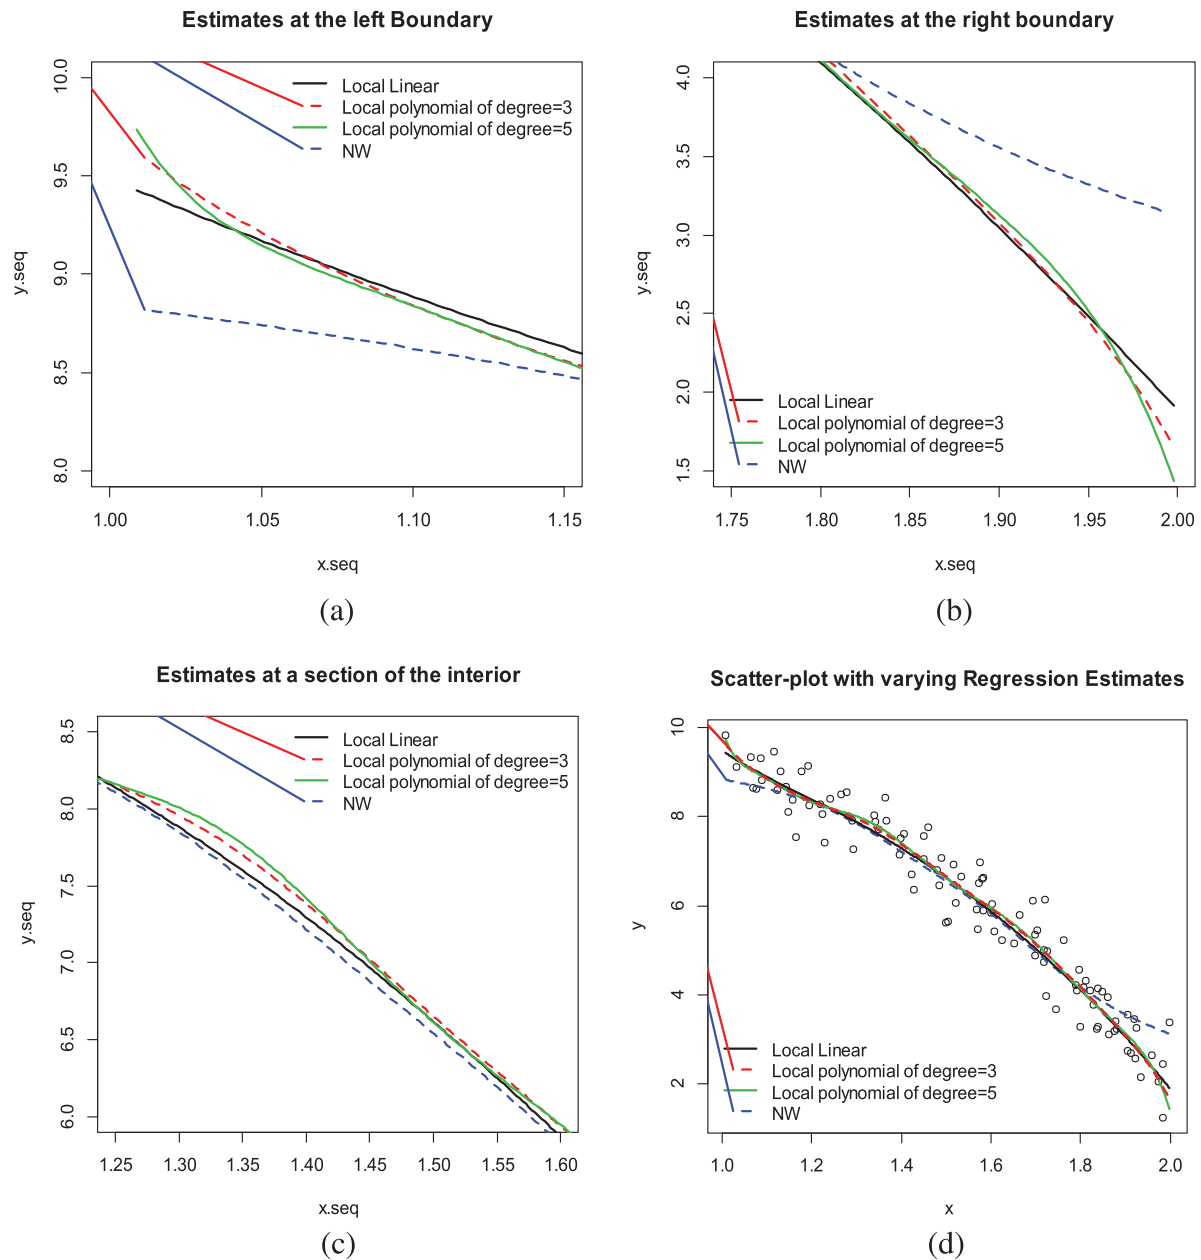 Estimates at the left Boundary
10.0
9.5
9.0
8.5
8.0
y.seq
Local Linear
Local polynomial of degree=3
Local polynomial of degree=5
NW
1.00
1.05
1.10
1.15
x.seq
(a)
Estimates at the right boundary
4.0
3.5
3.0
2.5
2.0
1.5
y.seq
Local Linear
Local polynomial of degree=3
Local polynomial of degree=5
NW
1.75
1.80
1.85
1.90
1.95
2.00
x.seq
(b)
Estimates at a section of the interior
8.5
8.0
7.5
7.0
6.5
6.0
y.seq
Local Linear
Local polynomial of degree=3
Local polynomial of degree=5
NW
1.25
1.30
1.35
1.40
1.45
1.50
1.55
1.60
x.seq
(c)
Scatter-plot with varying Regression Estimates
10
8
6
4
2
y
Local Linear
Local polynomial of degree=3
Local polynomial of degree=5
NW
1.0
1.2
1.4
1.6
1.8
2.0
x
(d)